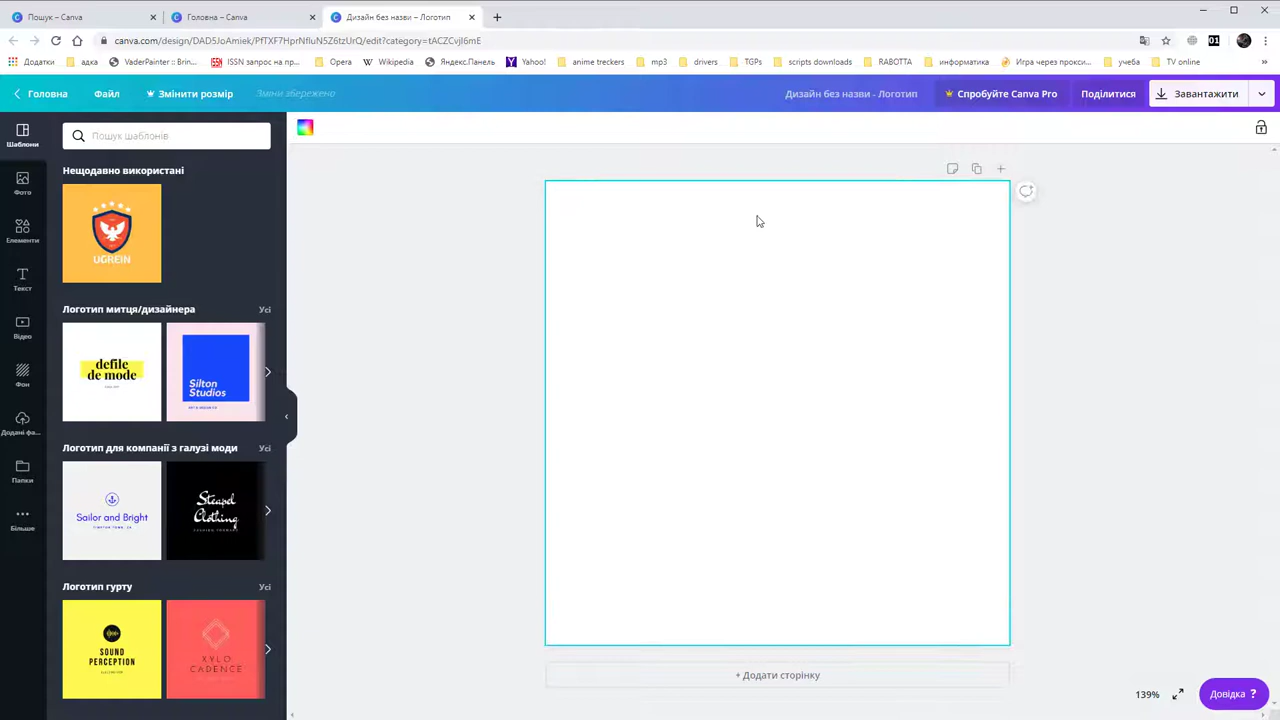 Пошук – Canva
Головна – Canva
Дизайн без назви – Логотип
canva.com/design/DAD5JoAmiek/PfTXF7HprNfluN5Z6tzUrQ/edit?category=tACZCvjI6mE
Додатки
адка
VaderPainter :: Brin...
ISSN запрос на пр...
Opera
Wikipedia
Яндекс.Панель
Yahoo!
anime treckers
mp3
drivers
TGPs
scripts downloads
RABOTTA
информатика
Игра через прокси...
учеба
TV online
Головна
Файл
Змінити розмір
Зміни збережено
Дизайн без назви - Логотип
Спробуйте Canva Pro
Поділитися
Завантажити
Шаблони
Фото
Елементи
Текст
Відео
Фон
Додані фа...
Папки
Більше
Пошук шаблонів
Нещодавно використані
UGREIN
Логотип митця/дизайнера
Усі
defile
de mode
Silton
Studios
Логотип для компанії з галузі моди
Усі
Sailor and Bright
Clothing
Логотип гурту
Усі
SOUND
PERCEPTION
XYLO
CADENCE
+ Додати сторінку
139%
Довідка ?